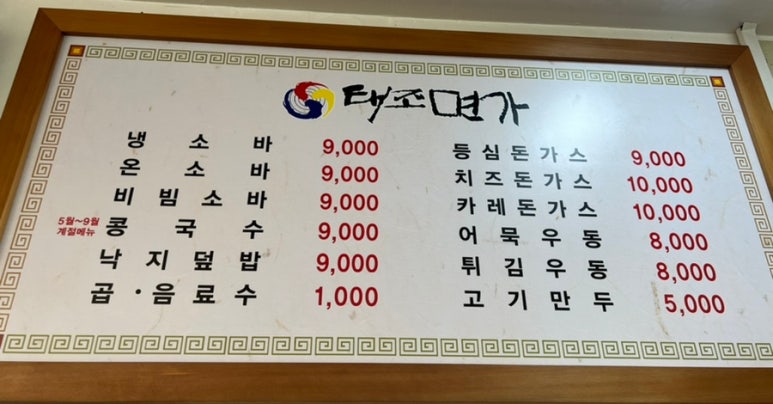 태조면가
냉소바 9,000
온소바 9,000
비빔소바 9,000
5월~9월
계절메뉴
콩국수 9,000
낙지덮밥 9,000
곱·음료수 1,000
등심돈가스 9,000
치즈돈가스 10,000
카레돈가스 10,000
어묵우동 8,000
튀김우동 8,000
고기만두 5,000